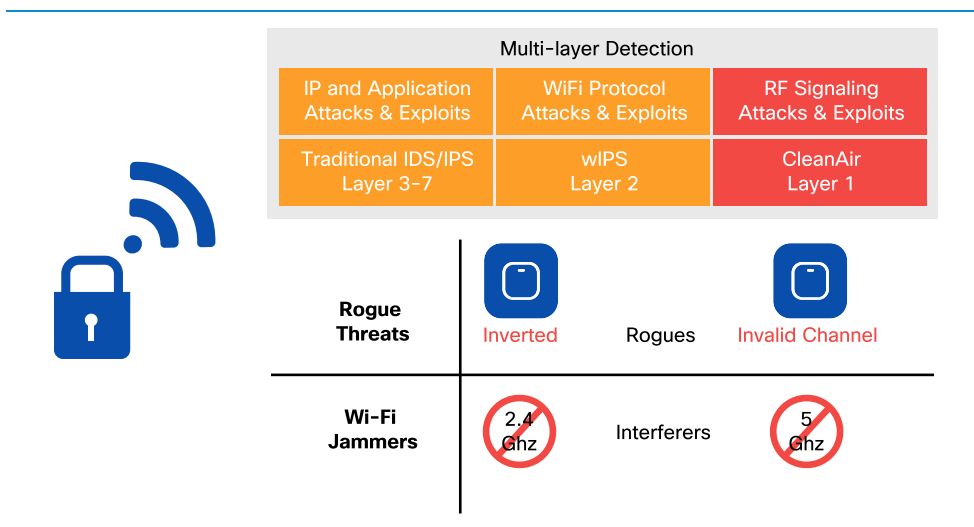 Multi-layer Detection
IP and Application
Attacks & Exploits
WiFi Protocol
Attacks & Exploits
RF Signaling
Attacks & Exploits
Traditional IDS/IPS
Layer 3-7
wIPS
Layer 2
CleanAir
Layer 1
Rogue
Threats
Inverted
Rogues
Invalid Channel
Wi-Fi
Jammers
2.4
Ghz
Interferers
5
Ghz